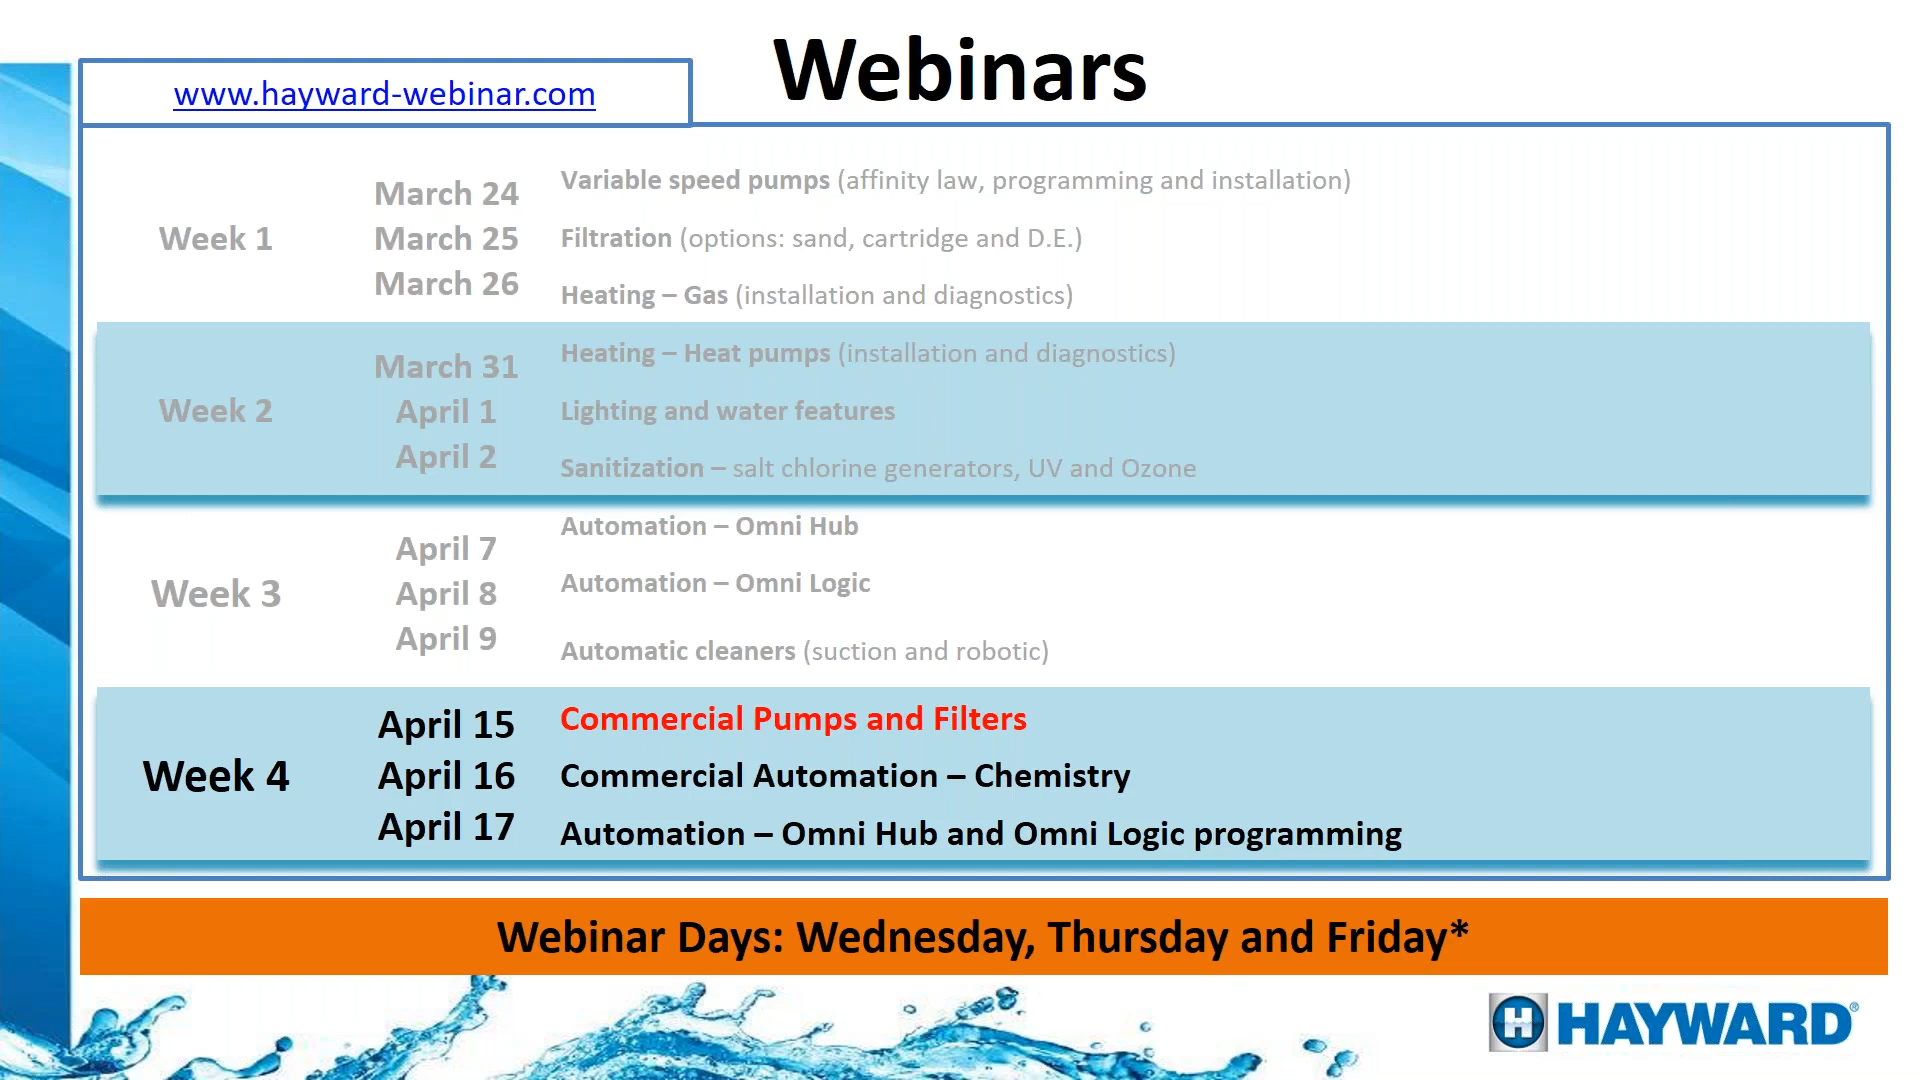 Webinars
www.hayward-webinar.com
Week 1
March 24
March 25
March 26
Variable speed pumps (affinity law, programming and installation)
Filtration (options: sand, cartridge and D.E.)
Heating – Gas (installation and diagnostics)
Week 2
March 31
April 1
April 2
Heating – Heat pumps (installation and diagnostics)
Lighting and water features
Sanitization – salt chlorine generators, UV and Ozone
Week 3
April 7
April 8
April 9
Automation – Omni Hub
Automation – Omni Logic
Automatic cleaners (suction and robotic)
Week 4
April 15
April 16
April 17
Commercial Pumps and Filters
Commercial Automation – Chemistry
Automation – Omni Hub and Omni Logic programming
Webinar Days: Wednesday, Thursday and Friday*
H HAYWARD®